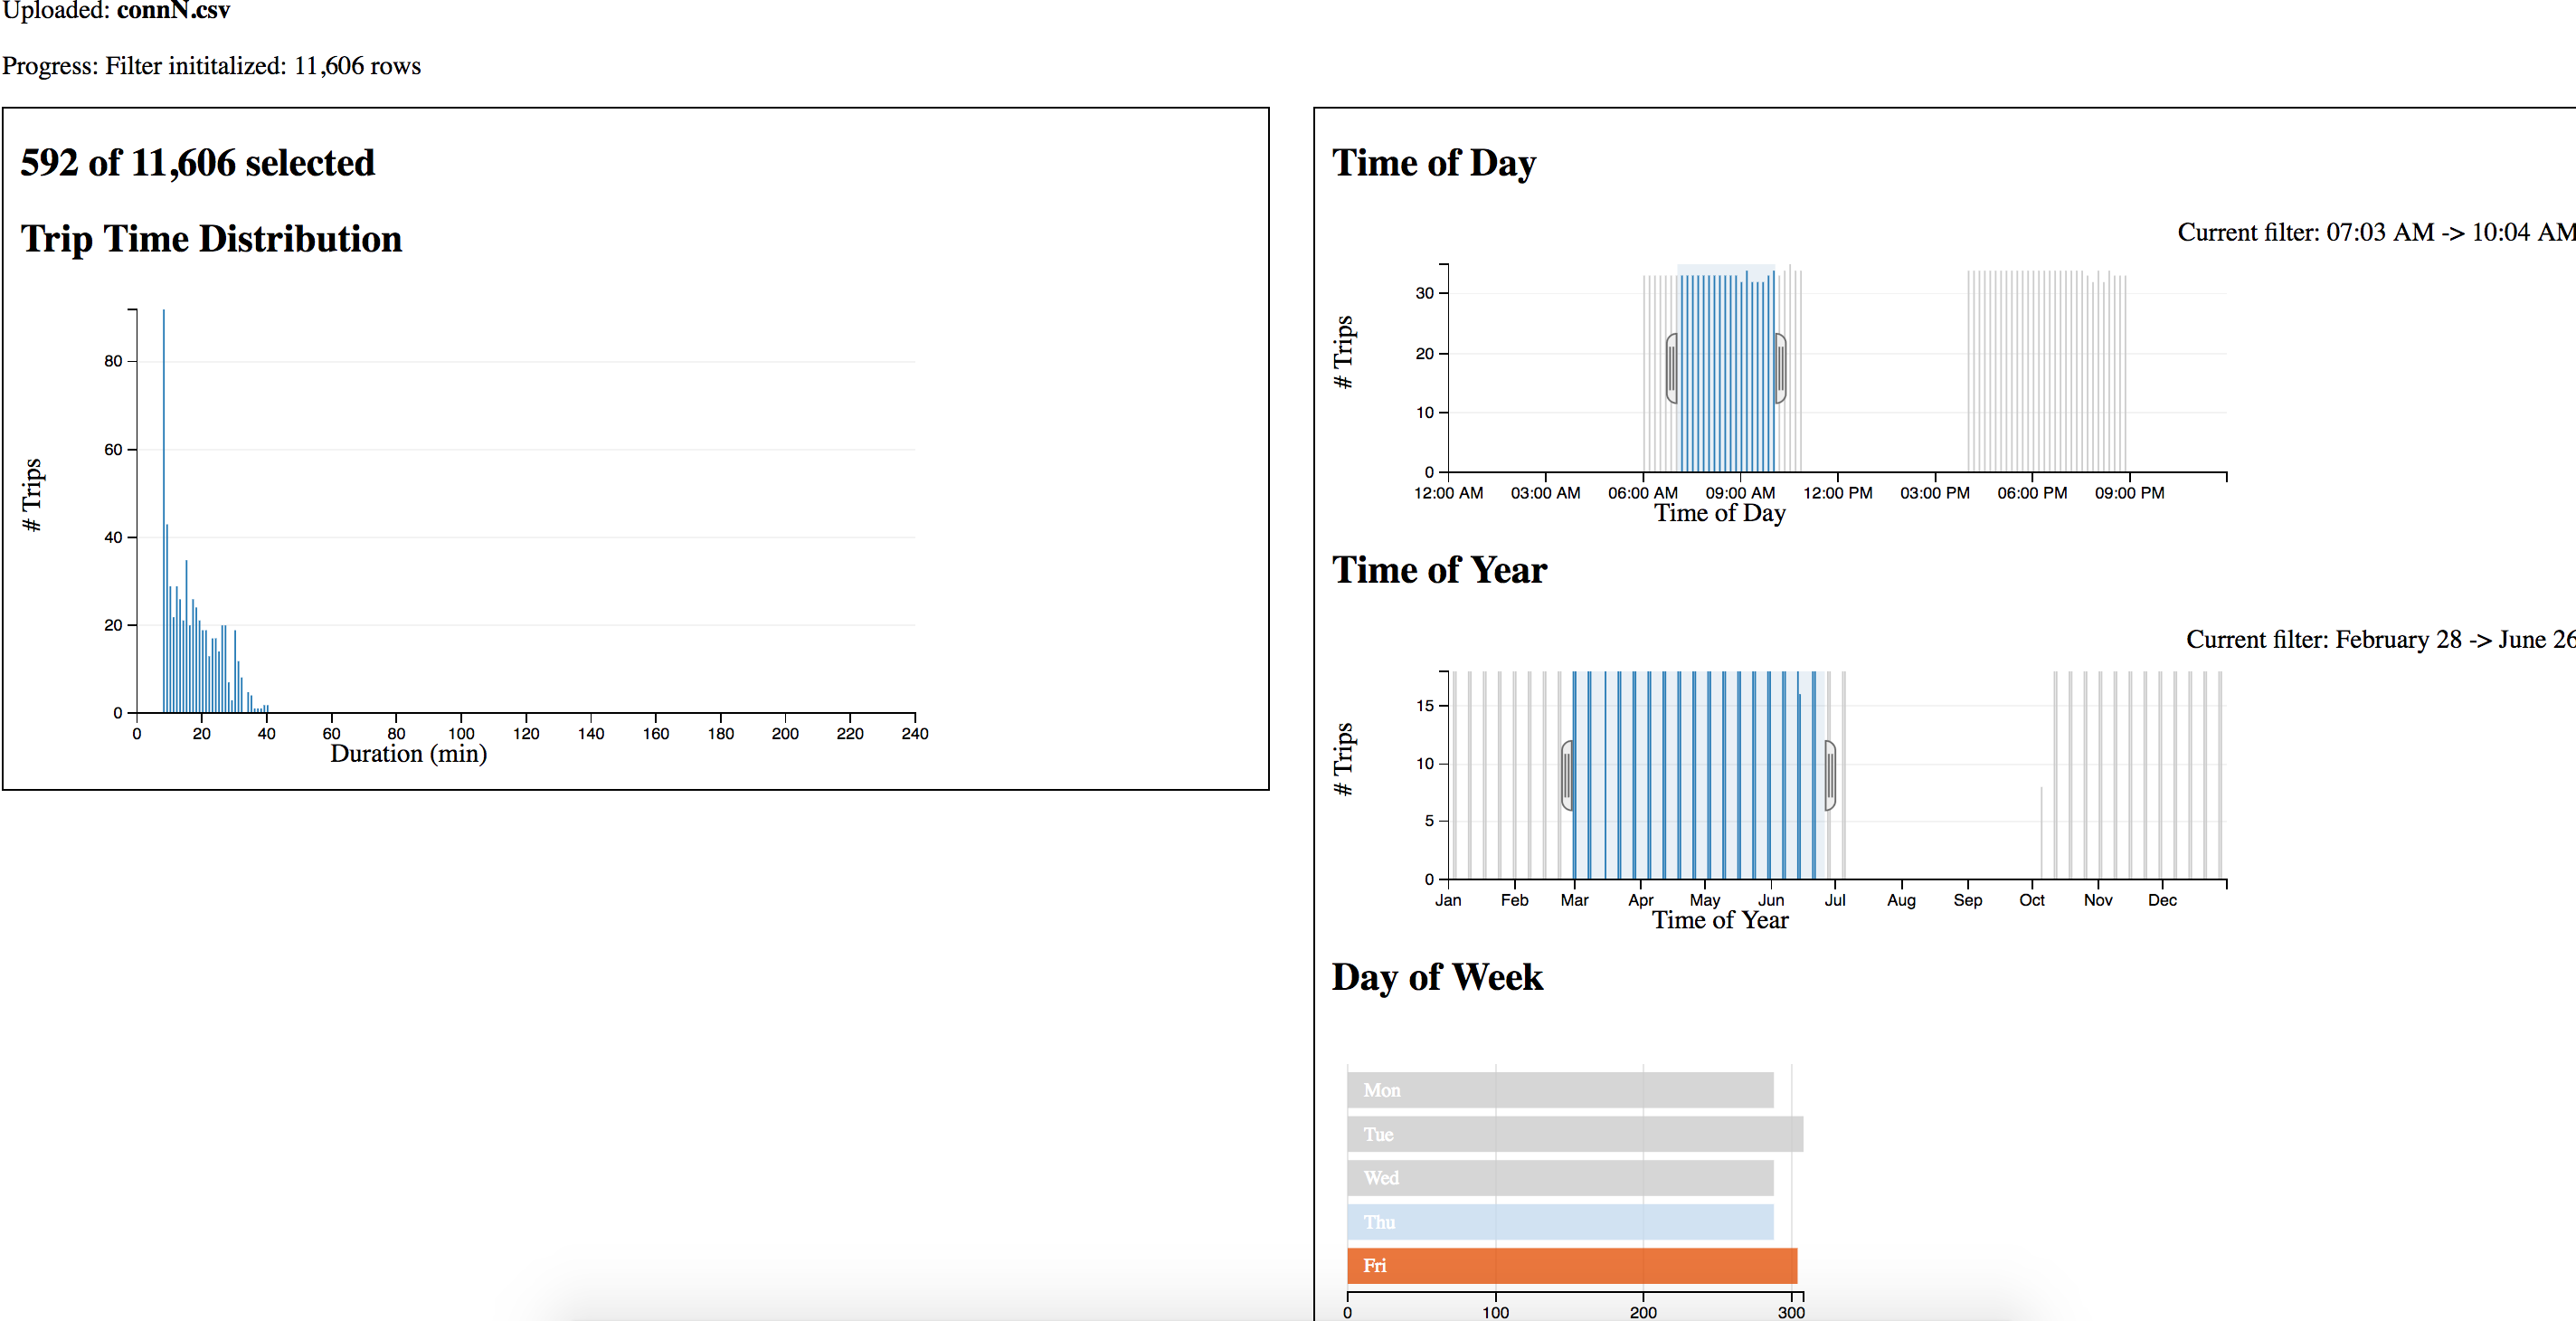 Uploaded: connN.csv
Progress: Filter inititalized: 11,606 rows
592 of 11,606 selected
Trip Time Distribution
# Trips
80
60
40
20
0
0 20 40 60 80 100 120 140 160 180 200 220 240
Duration (min)
Time of Day
Current filter: 07:03 AM -> 10:04 AM
# Trips
30
20
10
0
12:00 AM 03:00 AM 06:00 AM 09:00 AM 12:00 PM 03:00 PM 06:00 PM 09:00 PM
Time of Day
Time of Year
Current filter: February 28 -> June 26
# Trips
15
10
5
0
Jan Feb Mar Apr May Jun Jul Aug Sep Oct Nov Dec
Time of Year
Day of Week
Mon
Tue
Wed
Thu
Fri
0 100 200 300